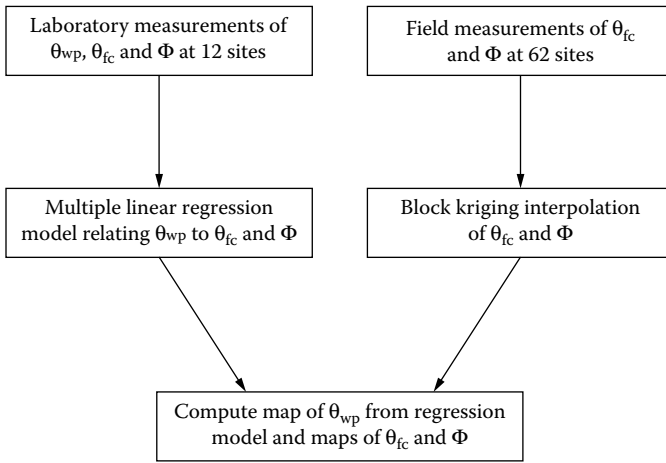 Laboratory measurements of
θwp, θfc and Φ at 12 sites
Field measurements of θfc
and Φ at 62 sites
Multiple linear regression
model relating θwp to θfc and Φ
Block kriging interpolation
of θfc and Φ
Compute map of θwp from regression
model and maps of θfc and Φ